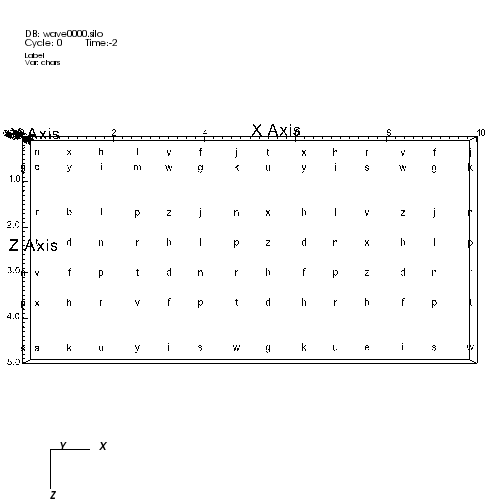 DB: wave0000.silo
Cycle: 0 Time:-2
Label
Var: chars
Axis X Axis
2 4 6 8 10
n x h l v f j t x h r v f j
c y i m w g k u y i s w g k
1.0
r b l p z j n x h l v z j n
2.0
d n r b l p z d n x b l p
Z Axis
3.0
v f p t d n r b f p z d n
x h r v f p t d h r b f p t
4.0
a k u y i s w g k u e i s w
5.0
Y X
Z